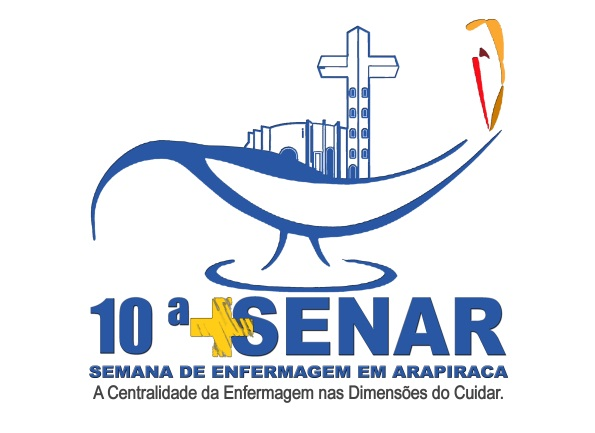 10ª SENAR
SEMANA DE ENFERMAGEM EM ARAPIRACA
A Centralidade da Enfermagem nas Dimensões do Cuidar.